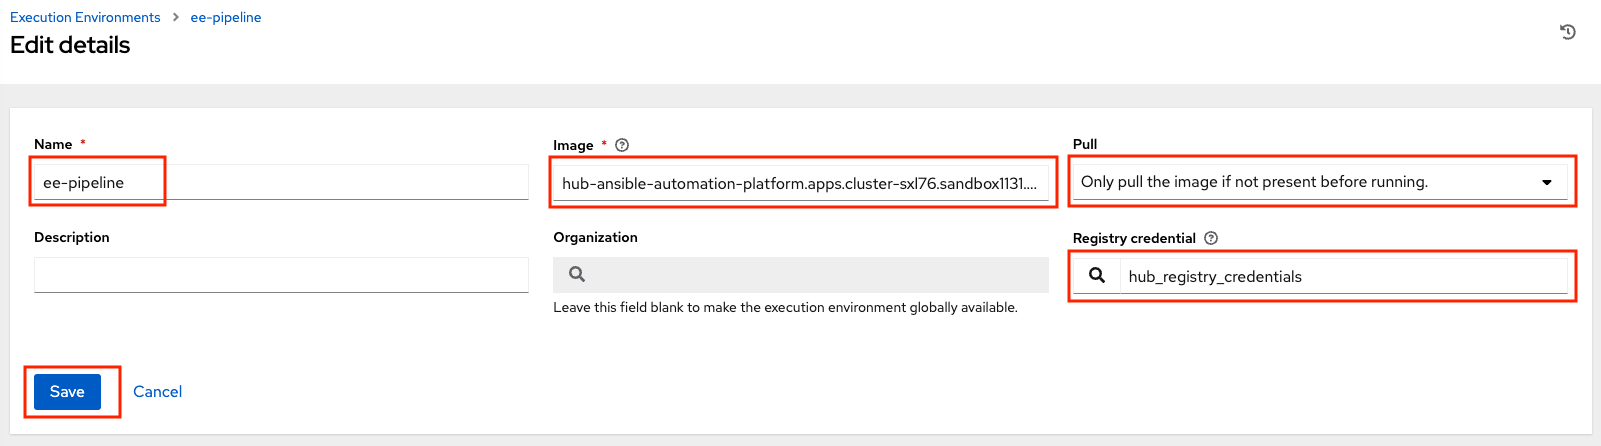 Execution Environments > ee-pipeline
Edit details
Name *
ee-pipeline
Image *
hub-ansible-automation-platform.apps.cluster-sxl76.sandbox1131....
Pull
Only pull the image if not present before running.
Description
Organization
Leave this field blank to make the execution environment globally available.
Registry credential
hub_registry_credentials
Save Cancel